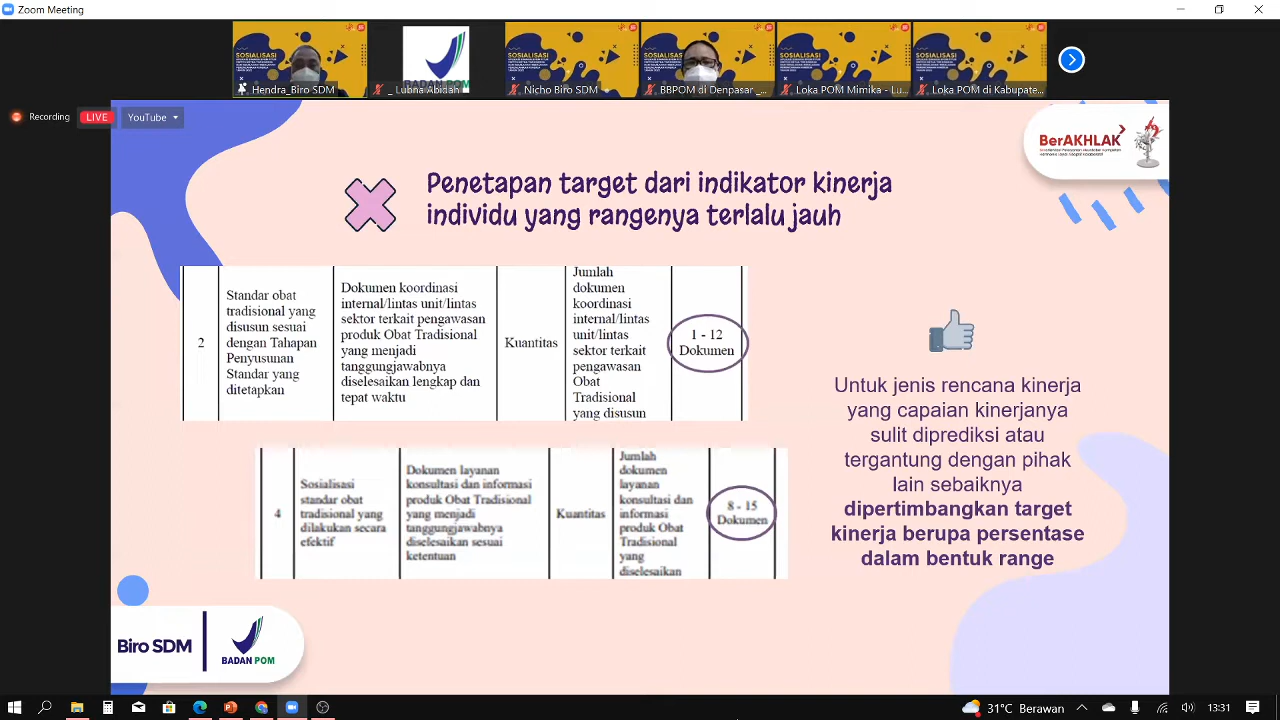 Zoom Meeting
SOSIALISASI
SOSIALISASI
SOSIALISASI
SOSIALISASI
SOSIALISASI
BADAN POM
Hendra_Biro SDM
_ Lubna Abidah
Nicho Biro SDM
BBPOM di Denpasar _...
Loka POM Mimika - Lu...
Loka POM di Kabupate...
Recording
LIVE
YouTube
BerAKHLAK
Penetapan target dari indikator kinerja
individu yang rangenya terlalu jauh
2
Standar obat
tradisional yang
disusun sesuai
dengan Tahapan
Penyusunan
Standar yang
ditetapkan
Dokumen koordinasi
internal/lintas unit/lintas
sektor terkait pengawasan
produk Obat Tradisional
yang menjadi
tanggungjawabnya
diselesaikan lengkap dan
tepat waktu
Kuantitas
Jumlah
dokumen
koordinasi
internal/lintas
unit/lintas
sektor terkait
pengawasan
Obat
Tradisional
yang disusun
1 - 12
Dokumen
4
Sosialisasi
standar obat
tradisional yang
dilakukan secara
efektif
Dokumen layanan
konsultasi dan informasi
produk Obat Tradisional
yang menjadi
tanggungjawabnya
diselesaikan sesuai
ketentuan
Kuantitas
Jumlah
dokumen
layanan
konsultasi dan
informasi
produk Obat
Tradisional
yang
diselesaikan
8 - 15
Dokumen
Untuk jenis rencana kinerja
yang capaian kinerjanya
sulit diprediksi atau
tergantung dengan pihak
lain sebaiknya
dipertimbangkan target
kinerja berupa persentase
dalam bentuk range
Biro SDM
BADAN POM
31°C Berawan
13:31